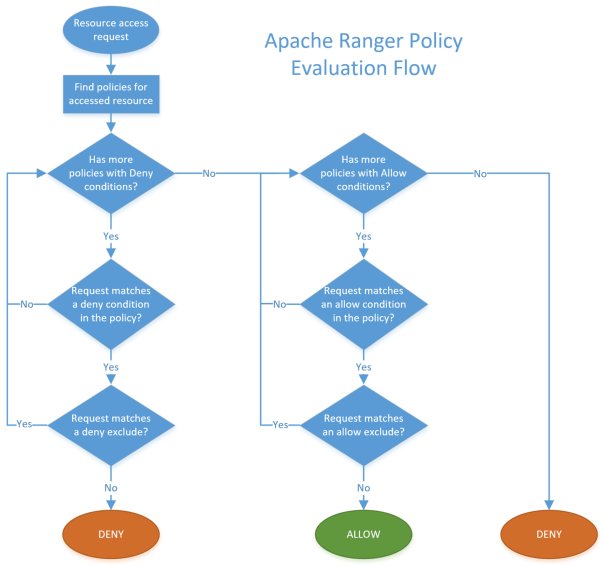 Resource access
request
Apache Ranger Policy
Evaluation Flow
Find policies for
accessed resource
Has more
policies with Deny
conditions?
No
Has more
policies with Allow
conditions?
No
Yes
Yes
Request matches
a deny condition
in the policy?
No
Request matches
an allow condition
in the policy?
No
Yes
Yes
Request matches
a deny exclude?
Yes
Request matches
an allow exclude?
Yes
No
No
DENY
ALLOW
DENY